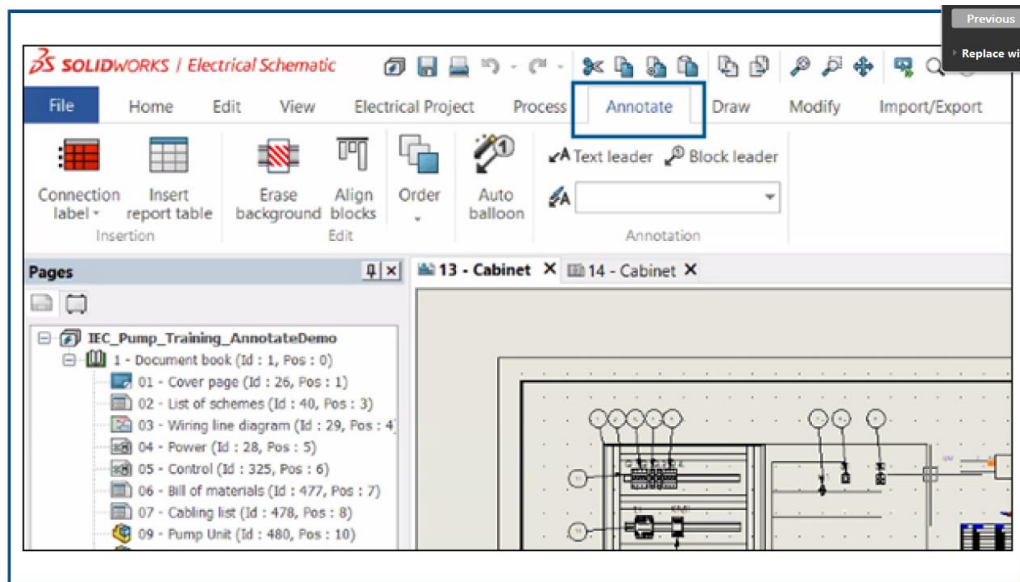 Previous
Replace wi
SOLIDWORKS / Electrical Schematic
File Home Edit View Electrical Project Process Annotate Draw Modify Import/Export
Connection label
Insert report table
Insertion
Erase background
Align blocks
Edit
Order
Auto balloon
Text leader Block leader
Annotation
Pages
13 - Cabinet 14 - Cabinet
IEC_Pump_Training_AnnotateDemo
1 - Document book (Id : 1, Pos : 0)
01 - Cover page (Id : 26, Pos : 1)
02 - List of schemes (Id : 40, Pos : 3)
03 - Wiring line diagram (Id : 29, Pos : 4
04 - Power (Id : 28, Pos : 5)
05 - Control (Id : 325, Pos : 6)
06 - Bill of materials (Id : 477, Pos : 7)
07 - Cabling list (Id : 478, Pos : 8)
09 - Pump Unit (Id : 480, Pos : 10)